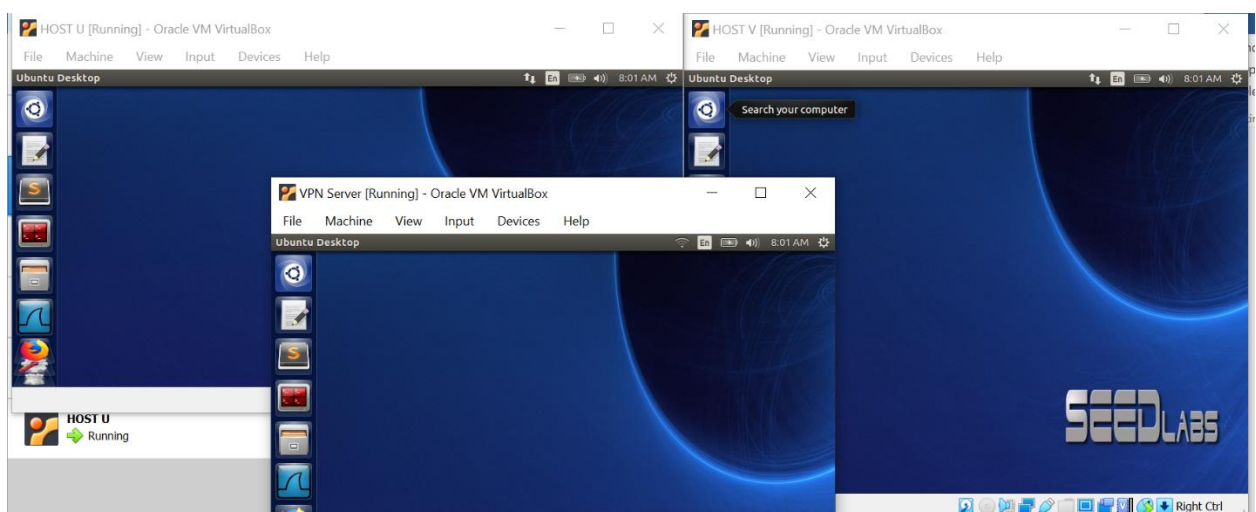 HOST U [Running] - Oracle VM VirtualBox
File Machine View Input Devices Help
Ubuntu Desktop
En 8:01 AM
HOST V [Running] - Oracle VM VirtualBox
File Machine View Input Devices Help
Ubuntu Desktop
En 8:01 AM
Search your computer
S
VPN Server [Running] - Oracle VM VirtualBox
File Machine View Input Devices Help
Ubuntu Desktop
En 8:01 AM
S
HOST U
Running
SEEDLABS
Right Ctrl